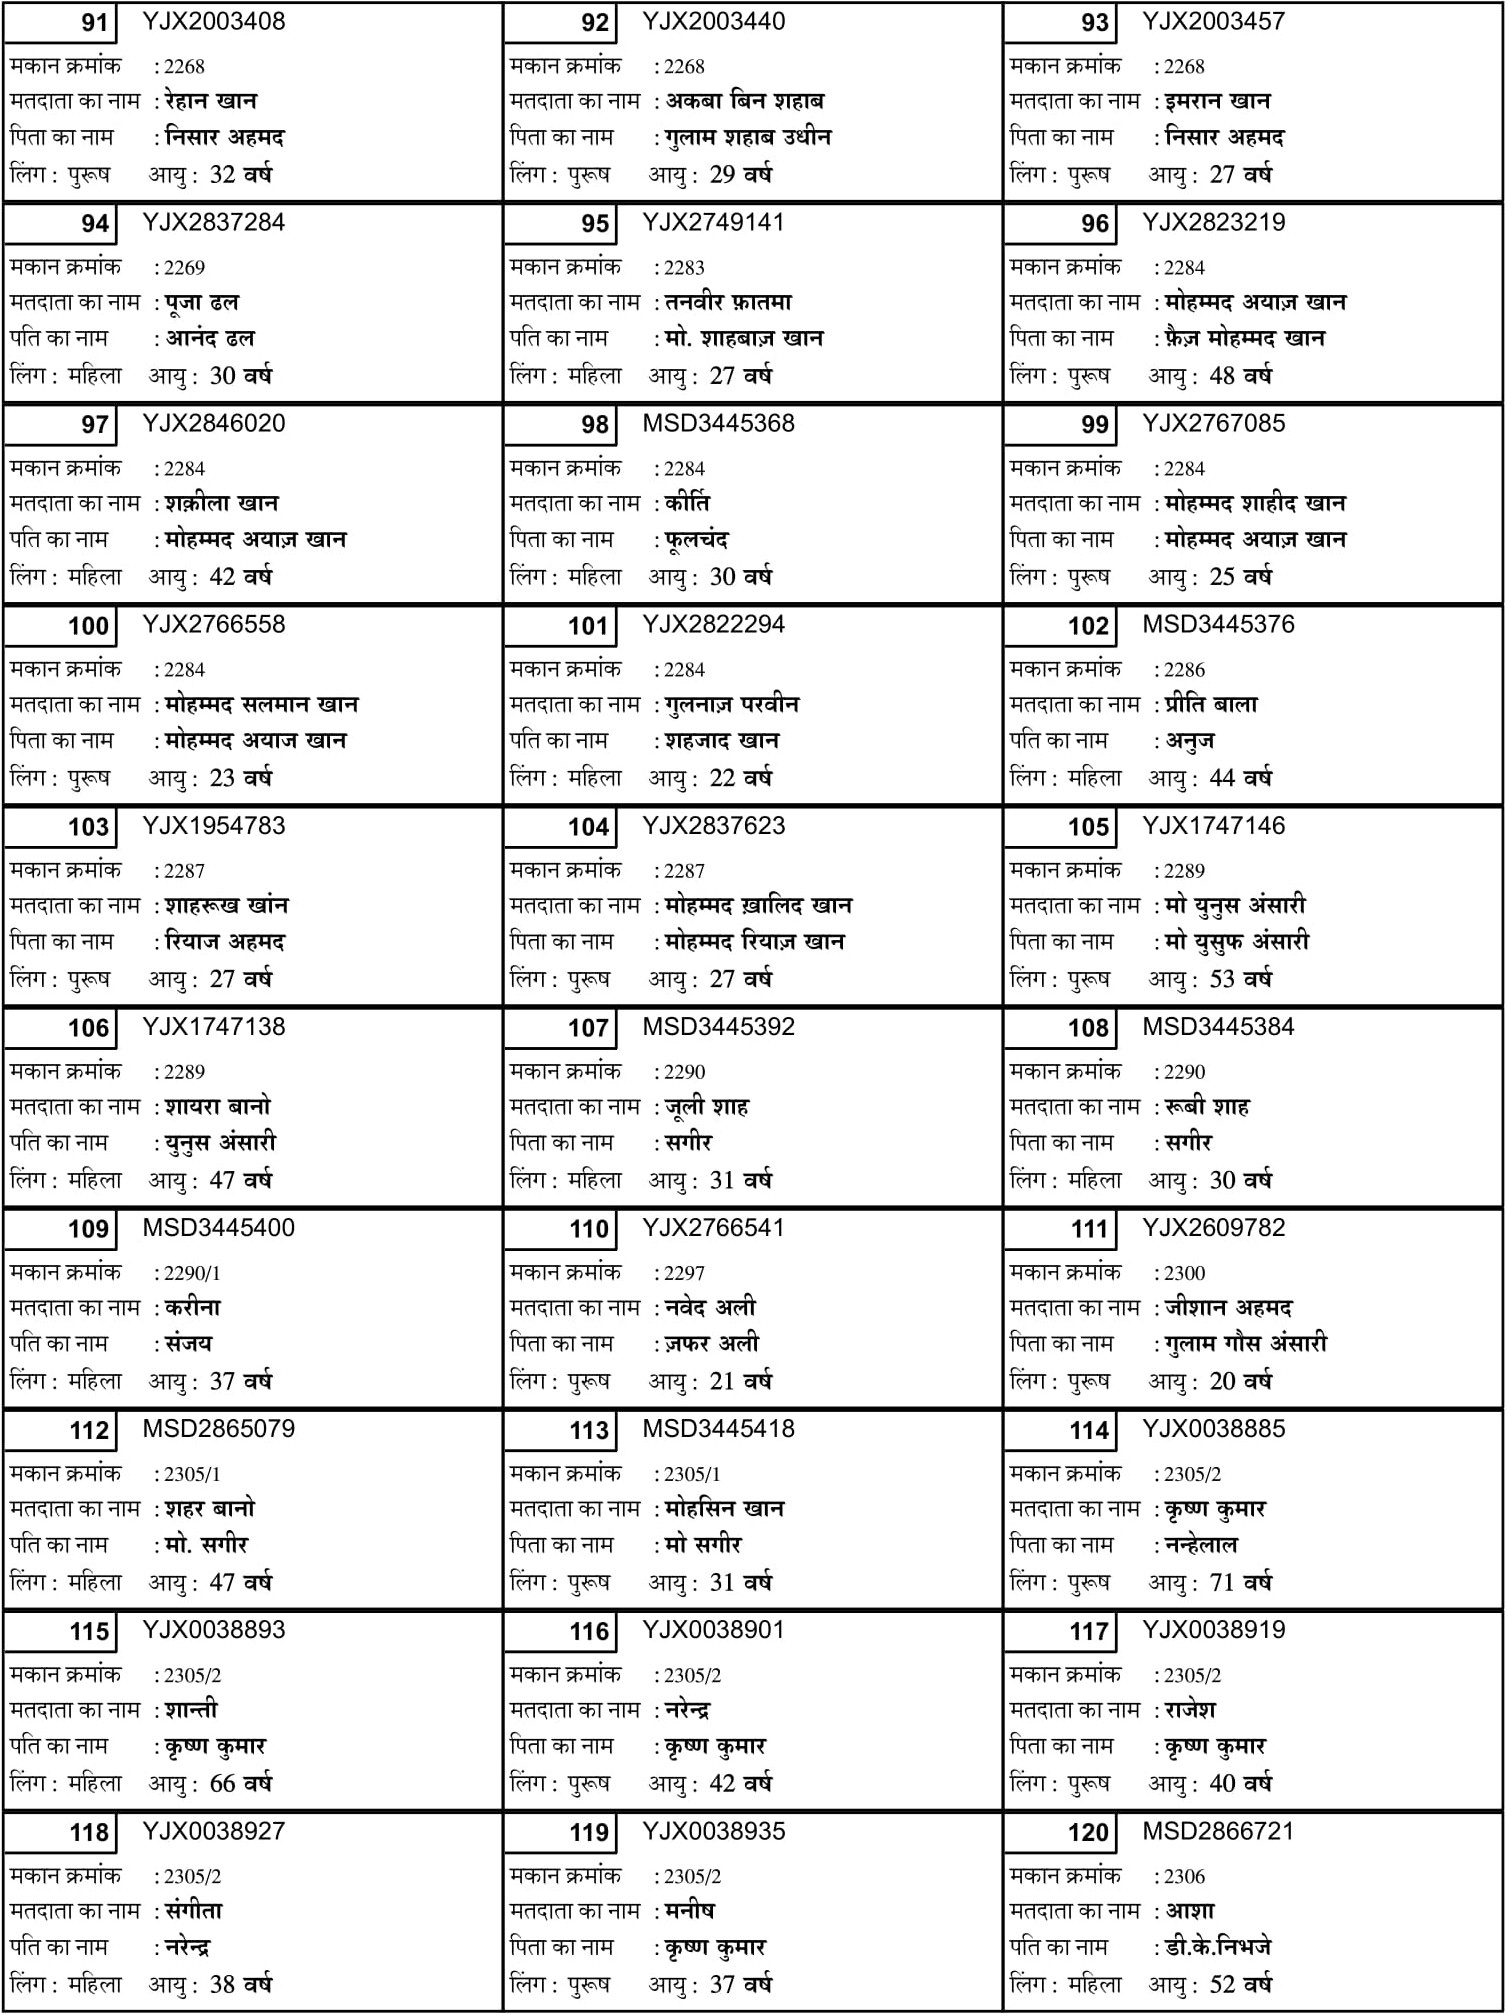 91 YJX2003408
मकान क्रमांक : 2268
मतदाता का नाम : रेहान खान
पिता का नाम : निसार अहमद
लिंग : पुरूष आयु : 32 वर्ष
92 YJX2003440
मकान क्रमांक : 2268
मतदाता का नाम : अकबा बिन शहाब
पिता का नाम : गुलाम शहाब उधीन
लिंग : पुरूष आयु : 29 वर्ष
93 YJX2003457
मकान क्रमांक : 2268
मतदाता का नाम : इमरान खान
पिता का नाम : निसार अहमद
लिंग : पुरूष आयु : 27 वर्ष
94 YJX2837284
मकान क्रमांक : 2269
मतदाता का नाम : पूजा ढल
पति का नाम : आनंद ढल
लिंग : महिला आयु : 30 वर्ष
95 YJX2749141
मकान क्रमांक : 2283
मतदाता का नाम : तनवीर फ़ातमा
पति का नाम : मो. शाहबाज़ खान
लिंग : महिला आयु : 27 वर्ष
96 YJX2823219
मकान क्रमांक : 2284
मतदाता का नाम : मोहम्मद अयाज़ खान
पिता का नाम : फ़ैज़ मोहम्मद खान
लिंग : पुरूष आयु : 48 वर्ष
97 YJX2846020
मकान क्रमांक : 2284
मतदाता का नाम : शक़ीला खान
पति का नाम : मोहम्मद अयाज़ खान
लिंग : महिला आयु : 42 वर्ष
98 MSD3445368
मकान क्रमांक : 2284
मतदाता का नाम : कीर्ति
पिता का नाम : फूलचंद
लिंग : महिला आयु : 30 वर्ष
99 YJX2767085
मकान क्रमांक : 2284
मतदाता का नाम : मोहम्मद शाहीद खान
पिता का नाम : मोहम्मद अयाज़ खान
लिंग : पुरूष आयु : 25 वर्ष
100 YJX2766558
मकान क्रमांक : 2284
मतदाता का नाम : मोहम्मद सलमान खान
पिता का नाम : मोहम्मद अयाज खान
लिंग : पुरूष आयु : 23 वर्ष
101 YJX2822294
मकान क्रमांक : 2284
मतदाता का नाम : गुलनाज़ परवीन
पति का नाम : शहजाद खान
लिंग : महिला आयु : 22 वर्ष
102 MSD3445376
मकान क्रमांक : 2286
मतदाता का नाम : प्रीति बाला
पति का नाम : अनुज
लिंग : महिला आयु : 44 वर्ष
103 YJX1954783
मकान क्रमांक : 2287
मतदाता का नाम : शाहरूख खांन
पिता का नाम : रियाज अहमद
लिंग : पुरूष आयु : 27 वर्ष
104 YJX2837623
मकान क्रमांक : 2287
मतदाता का नाम : मोहम्मद ख़ालिद खान
पिता का नाम : मोहम्मद रियाज़ खान
लिंग : पुरूष आयु : 27 वर्ष
105 YJX1747146
मकान क्रमांक : 2289
मतदाता का नाम : मो युनुस अंसारी
पिता का नाम : मो युसुफ अंसारी
लिंग : पुरूष आयु : 53 वर्ष
106 YJX1747138
मकान क्रमांक : 2289
मतदाता का नाम : शायरा बानो
पति का नाम : युनुस अंसारी
लिंग : महिला आयु : 47 वर्ष
107 MSD3445392
मकान क्रमांक : 2290
मतदाता का नाम : जूली शाह
पिता का नाम : सगीर
लिंग : महिला आयु : 31 वर्ष
108 MSD3445384
मकान क्रमांक : 2290
मतदाता का नाम : रूबी शाह
पिता का नाम : सगीर
लिंग : महिला आयु : 30 वर्ष
109 MSD3445400
मकान क्रमांक : 2290/1
मतदाता का नाम : करीना
पति का नाम : संजय
लिंग : महिला आयु : 37 वर्ष
110 YJX2766541
मकान क्रमांक : 2297
मतदाता का नाम : नवेद अली
पिता का नाम : ज़फर अली
लिंग : पुरूष आयु : 21 वर्ष
111 YJX2609782
मकान क्रमांक : 2300
मतदाता का नाम : जीशान अहमद
पिता का नाम : गुलाम गौस अंसारी
लिंग : पुरूष आयु : 20 वर्ष
112 MSD2865079
मकान क्रमांक : 2305/1
मतदाता का नाम : शहर बानो
पति का नाम : मो. सगीर
लिंग : महिला आयु : 47 वर्ष
113 MSD3445418
मकान क्रमांक : 2305/1
मतदाता का नाम : मोहसिन खान
पिता का नाम : मो सगीर
लिंग : पुरूष आयु : 31 वर्ष
114 YJX0038885
मकान क्रमांक : 2305/2
मतदाता का नाम : कृष्ण कुमार
पिता का नाम : नन्हेलाल
लिंग : पुरूष आयु : 71 वर्ष
115 YJX0038893
मकान क्रमांक : 2305/2
मतदाता का नाम : शान्ती
पति का नाम : कृष्ण कुमार
लिंग : महिला आयु : 66 वर्ष
116 YJX0038901
मकान क्रमांक : 2305/2
मतदाता का नाम : नरेन्द्र
पिता का नाम : कृष्ण कुमार
लिंग : पुरूष आयु : 42 वर्ष
117 YJX0038919
मकान क्रमांक : 2305/2
मतदाता का नाम : राजेश
पिता का नाम : कृष्ण कुमार
लिंग : पुरूष आयु : 40 वर्ष
118 YJX0038927
मकान क्रमांक : 2305/2
मतदाता का नाम : संगीता
पति का नाम : नरेन्द्र
लिंग : महिला आयु : 38 वर्ष
119 YJX0038935
मकान क्रमांक : 2305/2
मतदाता का नाम : मनीष
पिता का नाम : कृष्ण कुमार
लिंग : पुरूष आयु : 37 वर्ष
120 MSD2866721
मकान क्रमांक : 2306
मतदाता का नाम : आशा
पति का नाम : डी.के.निभजे
लिंग : महिला आयु : 52 वर्ष